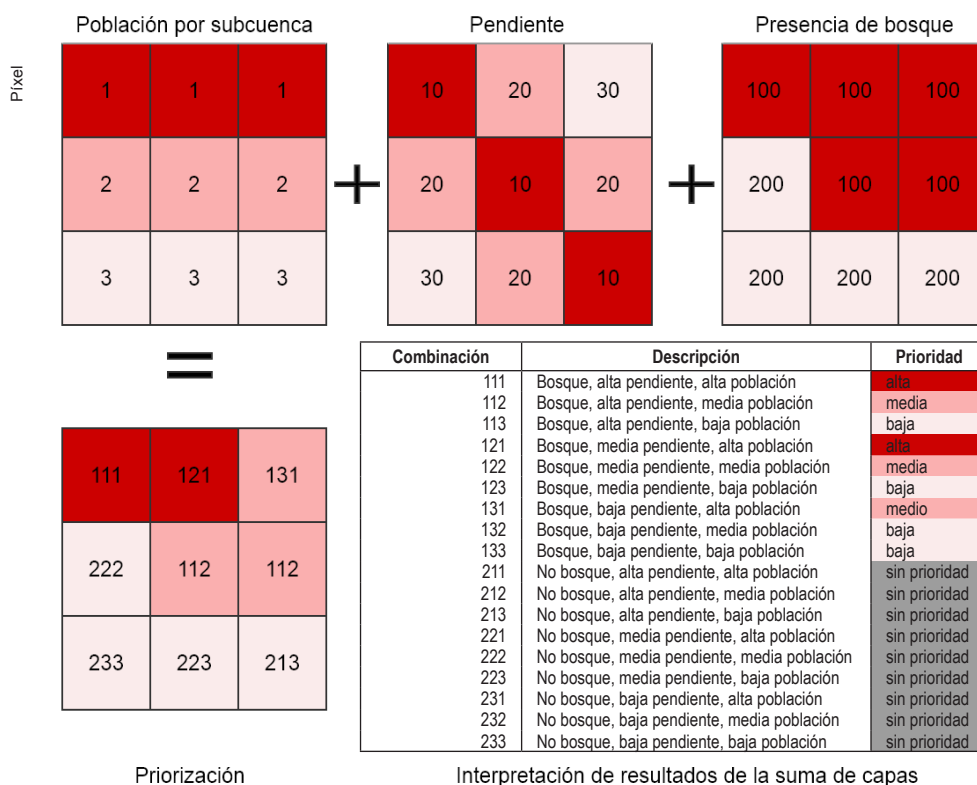 Población por subcuenca
Pendiente
Presencia de bosque
Píxel
1 1 1
10 20 30
100 100 100
2 2 2
20 10 20
200 100 100
3 3 3
30 20 10
200 200 200
+
+
=
111 121 131
222 112 112
233 223 213
Priorización
Combinación Descripción Prioridad
111 Bosque, alta pendiente, alta población alta
112 Bosque, alta pendiente, media población media
113 Bosque, alta pendiente, baja población baja
121 Bosque, media pendiente, alta población alta
122 Bosque, media pendiente, media población media
123 Bosque, media pendiente, baja población baja
131 Bosque, baja pendiente, alta población medio
132 Bosque, baja pendiente, media población baja
133 Bosque, baja pendiente, baja población baja
211 No bosque, alta pendiente, alta población sin prioridad
212 No bosque, alta pendiente, media población sin prioridad
213 No bosque, alta pendiente, baja población sin prioridad
221 No bosque, media pendiente, alta población sin prioridad
222 No bosque, media pendiente, media población sin prioridad
223 No bosque, media pendiente, baja población sin prioridad
231 No bosque, baja pendiente, alta población sin prioridad
232 No bosque, baja pendiente, media población sin prioridad
233 No bosque, baja pendiente, baja población sin prioridad
Interpretación de resultados de la suma de capas